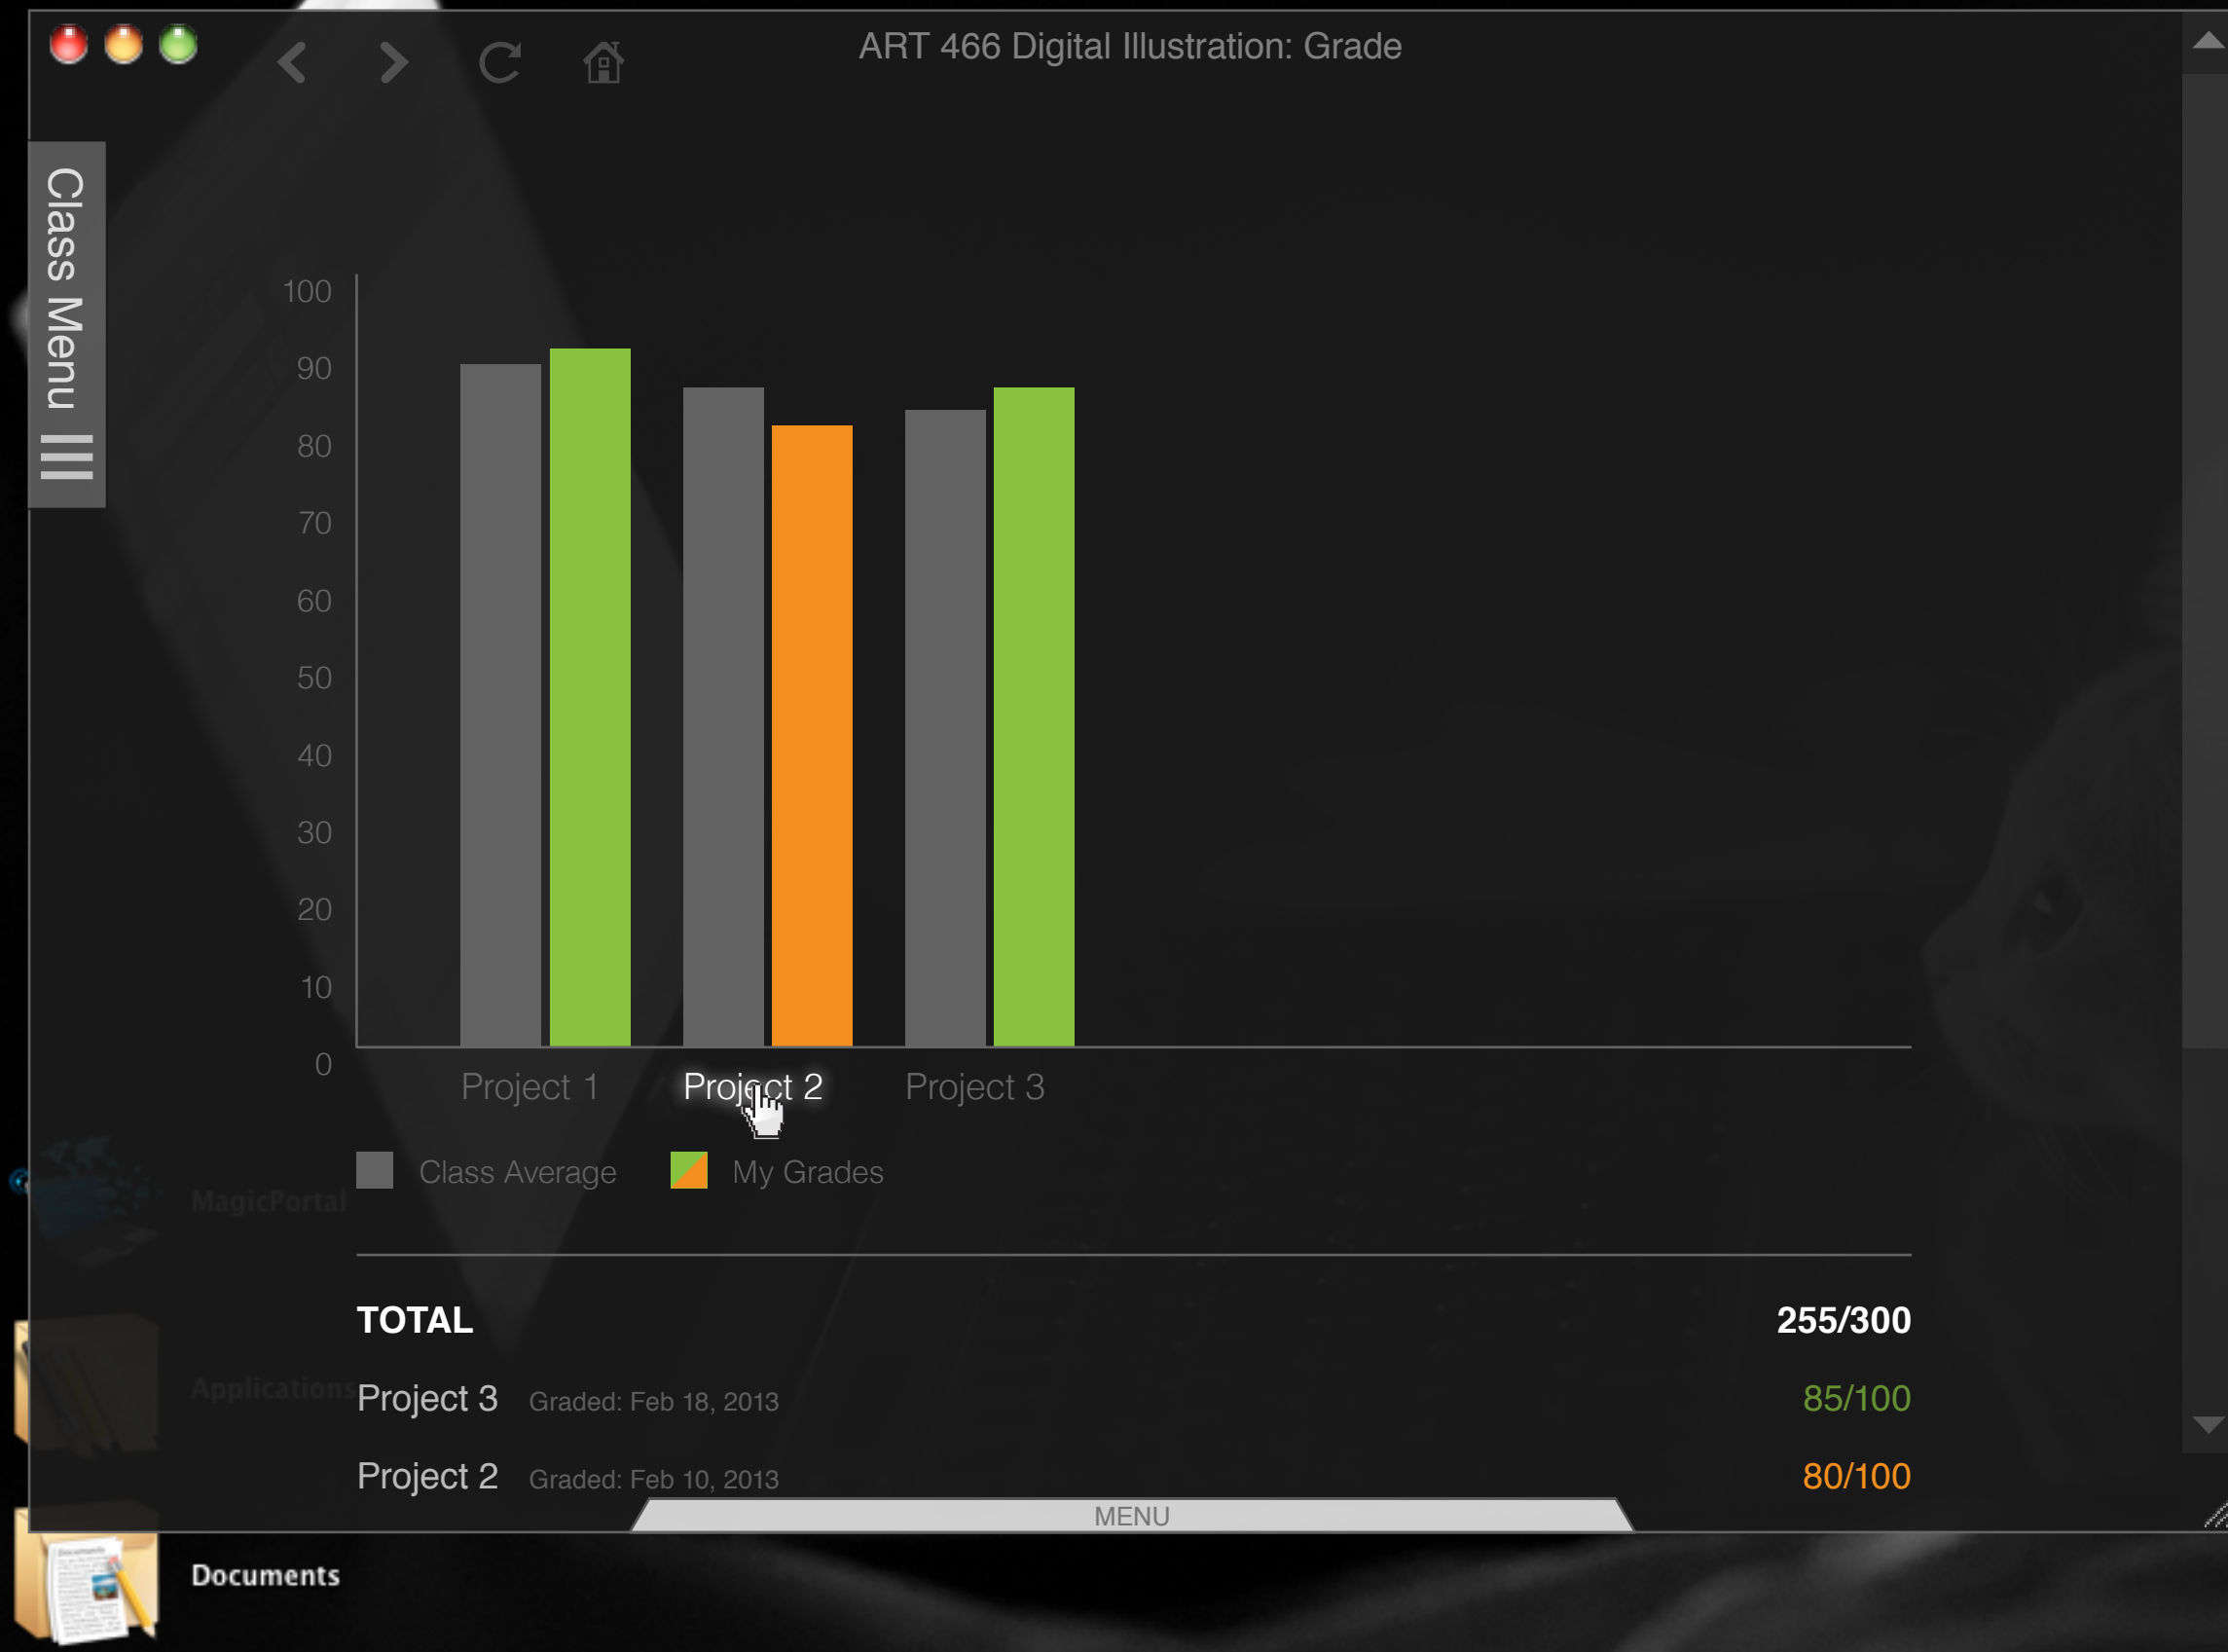 ART 466 Digital Illustration: Grade
Class Menu
100
90
80
70
60
50
40
30
20
10
0
Project 1
Project 2
Project 3
Class Average
My Grades
MagicPortal
TOTAL
255/300
Applications
Project 3 Graded: Feb 18, 2013
85/100
Project 2 Graded: Feb 10, 2013
80/100
MENU
Documents